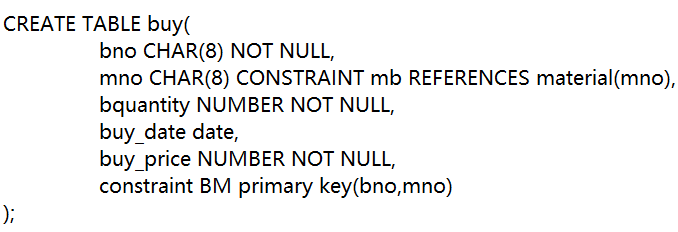 CREATE TABLE buy(
bno CHAR(8) NOT NULL,
mno CHAR(8) CONSTRAINT mb REFERENCES material(mno),
bquantity NUMBER NOT NULL,
buy_date date,
buy_price NUMBER NOT NULL,
constraint BM primary key(bno,mno)
);